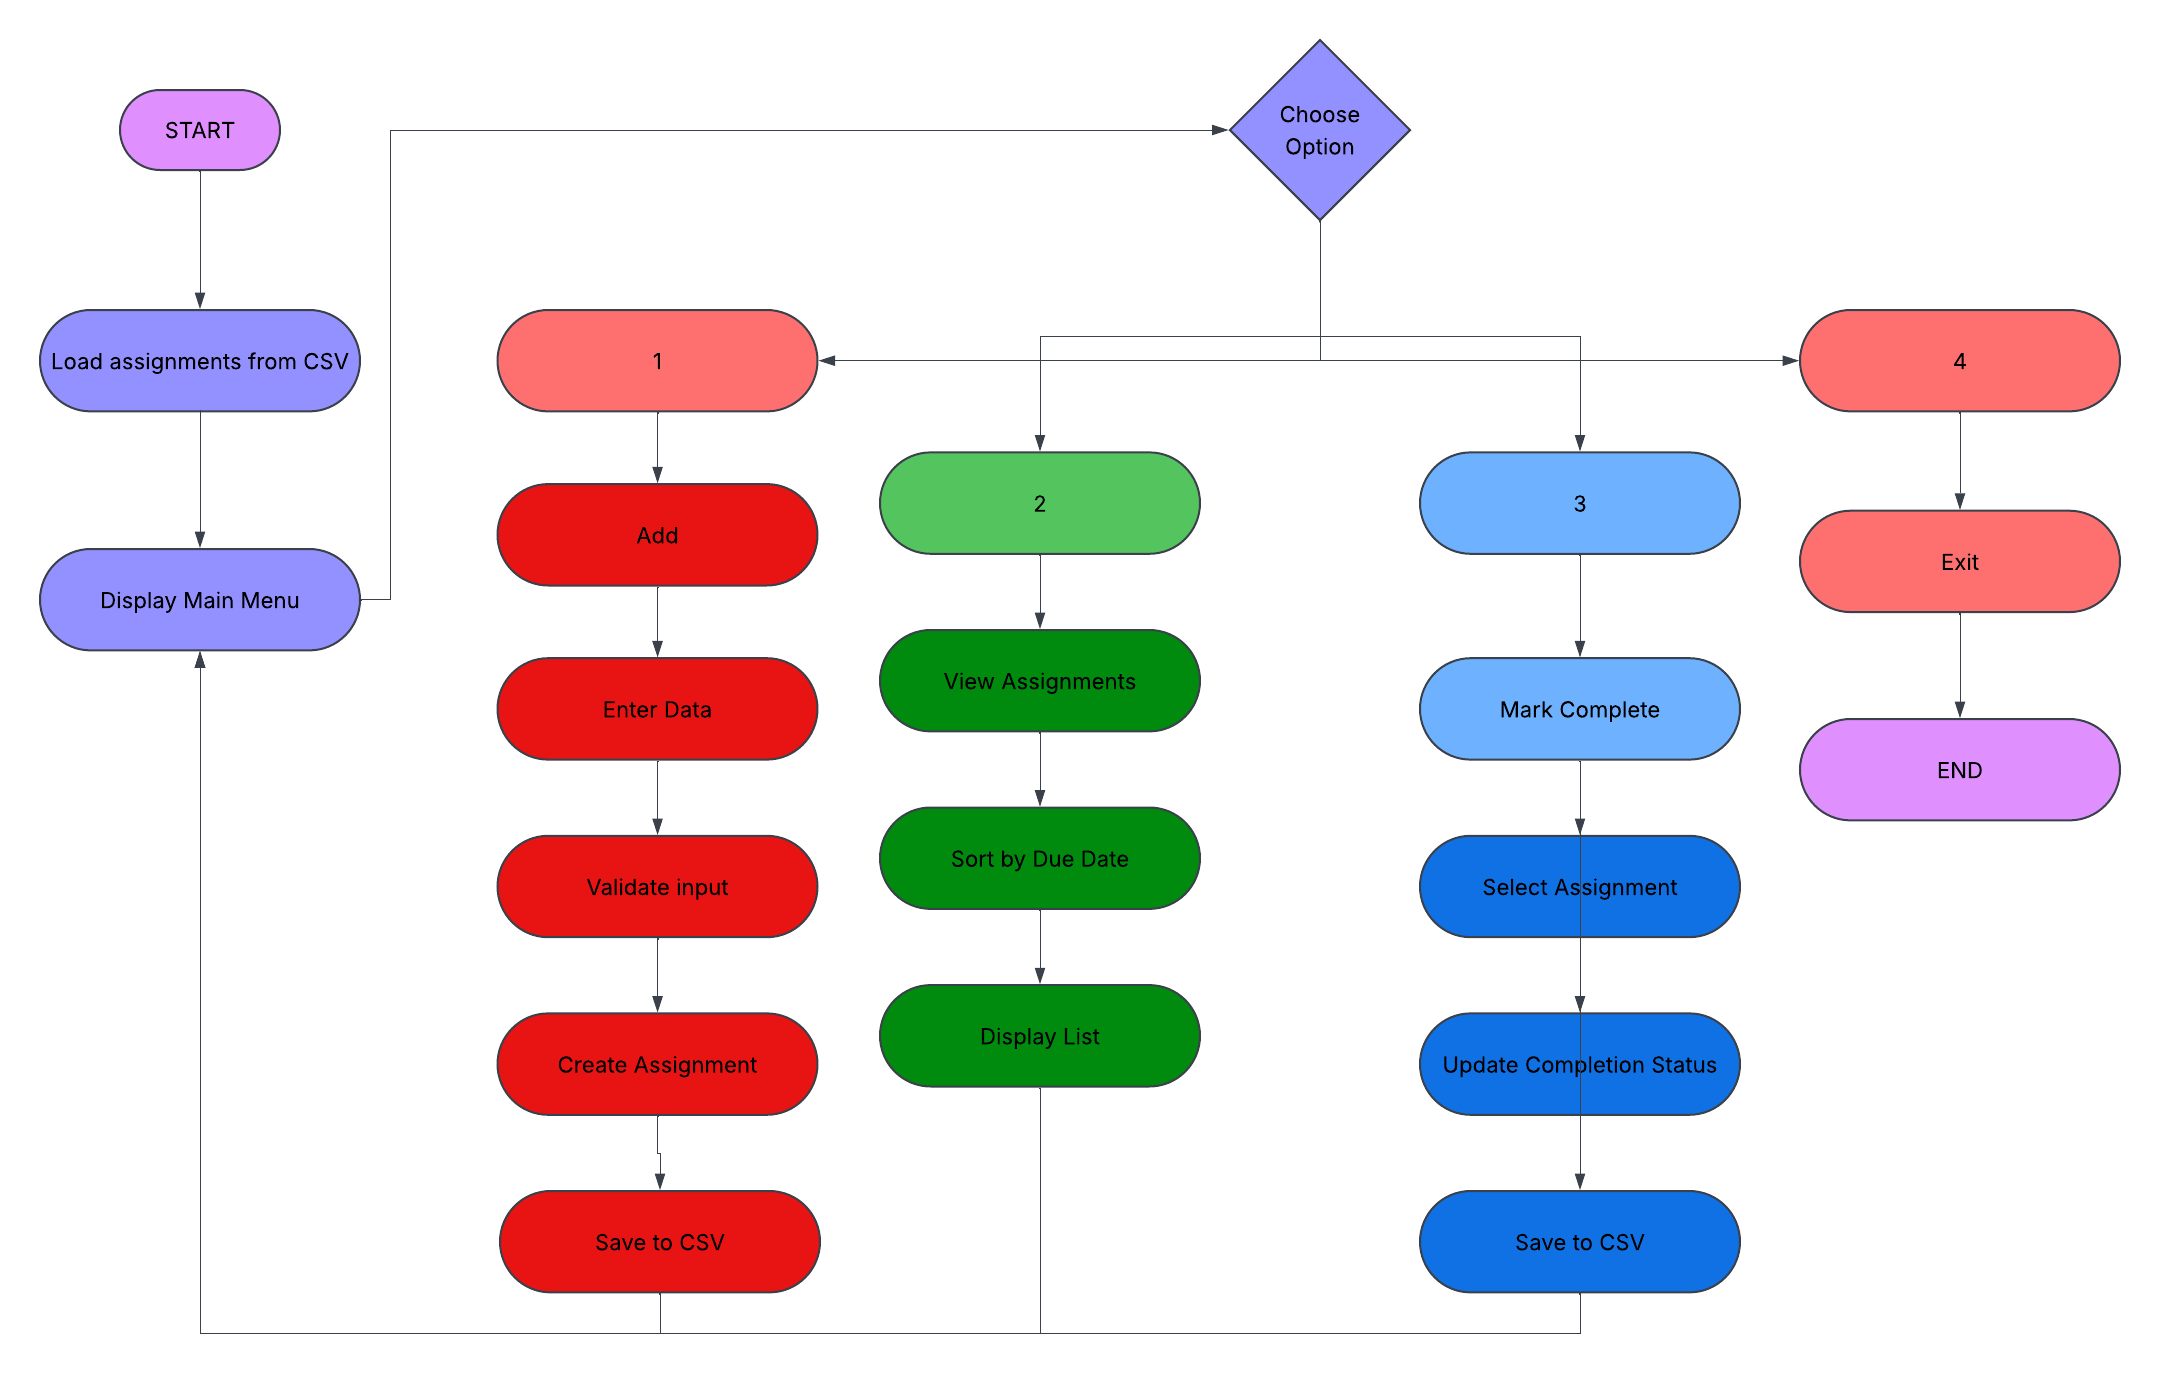 START
Choose
Option
Load assignments from CSV
Display Main Menu
1
Add
Enter Data
Validate input
Create Assignment
Save to CSV
2
View Assignments
Sort by Due Date
Display List
3
Mark Complete
Select Assignment
Update Completion Status
Save to CSV
4
Exit
END